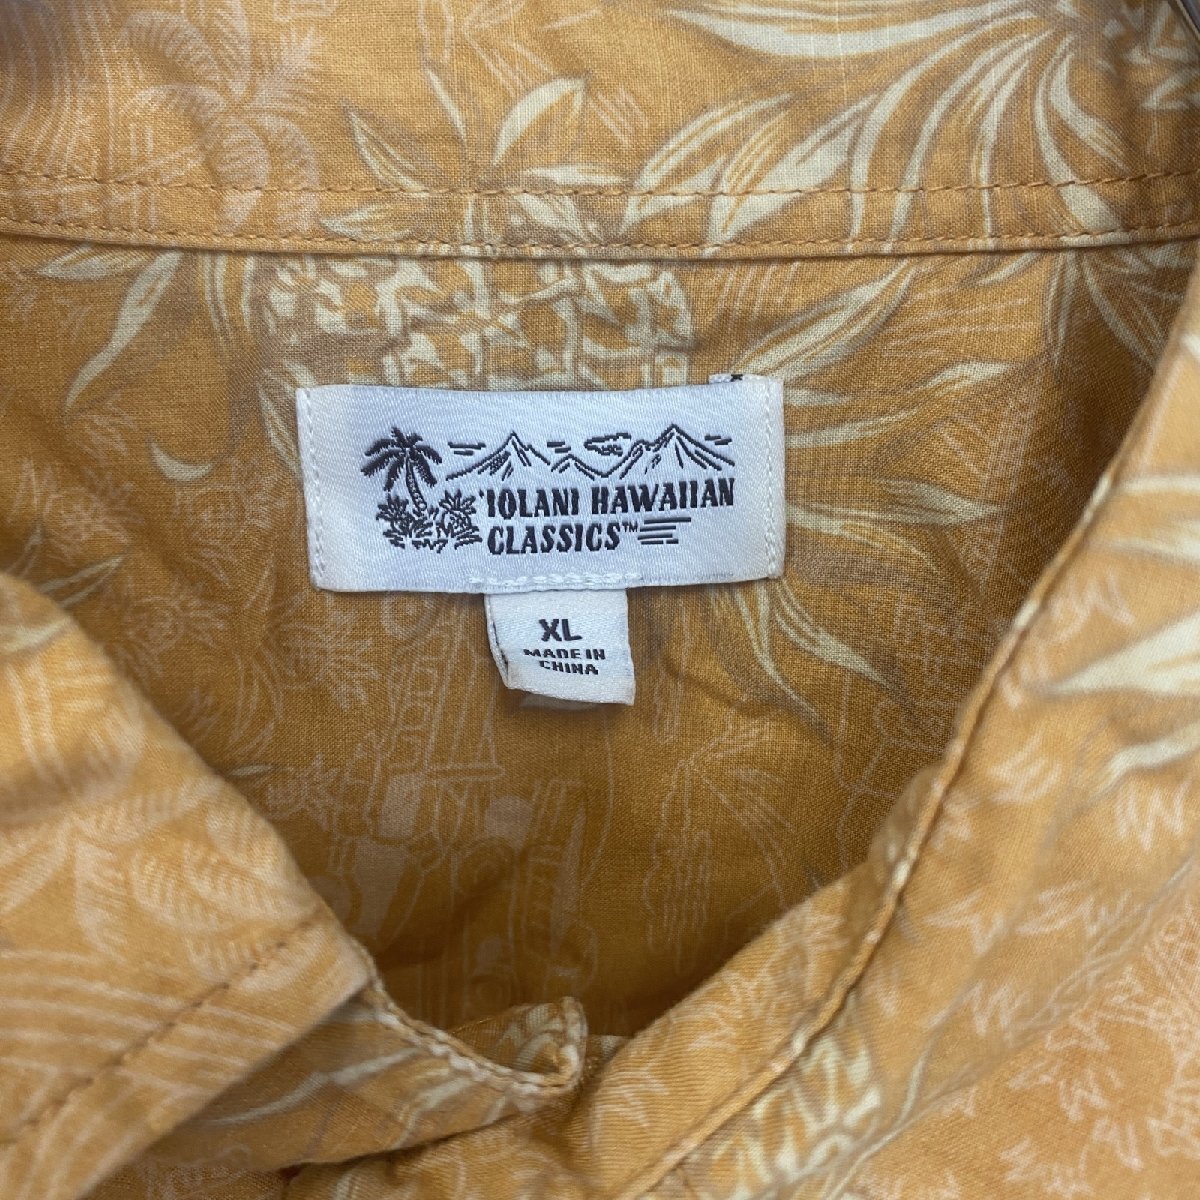 'IOLANI HAWAIIAN
CLASSICS™
XL
MADE IN
CHINA